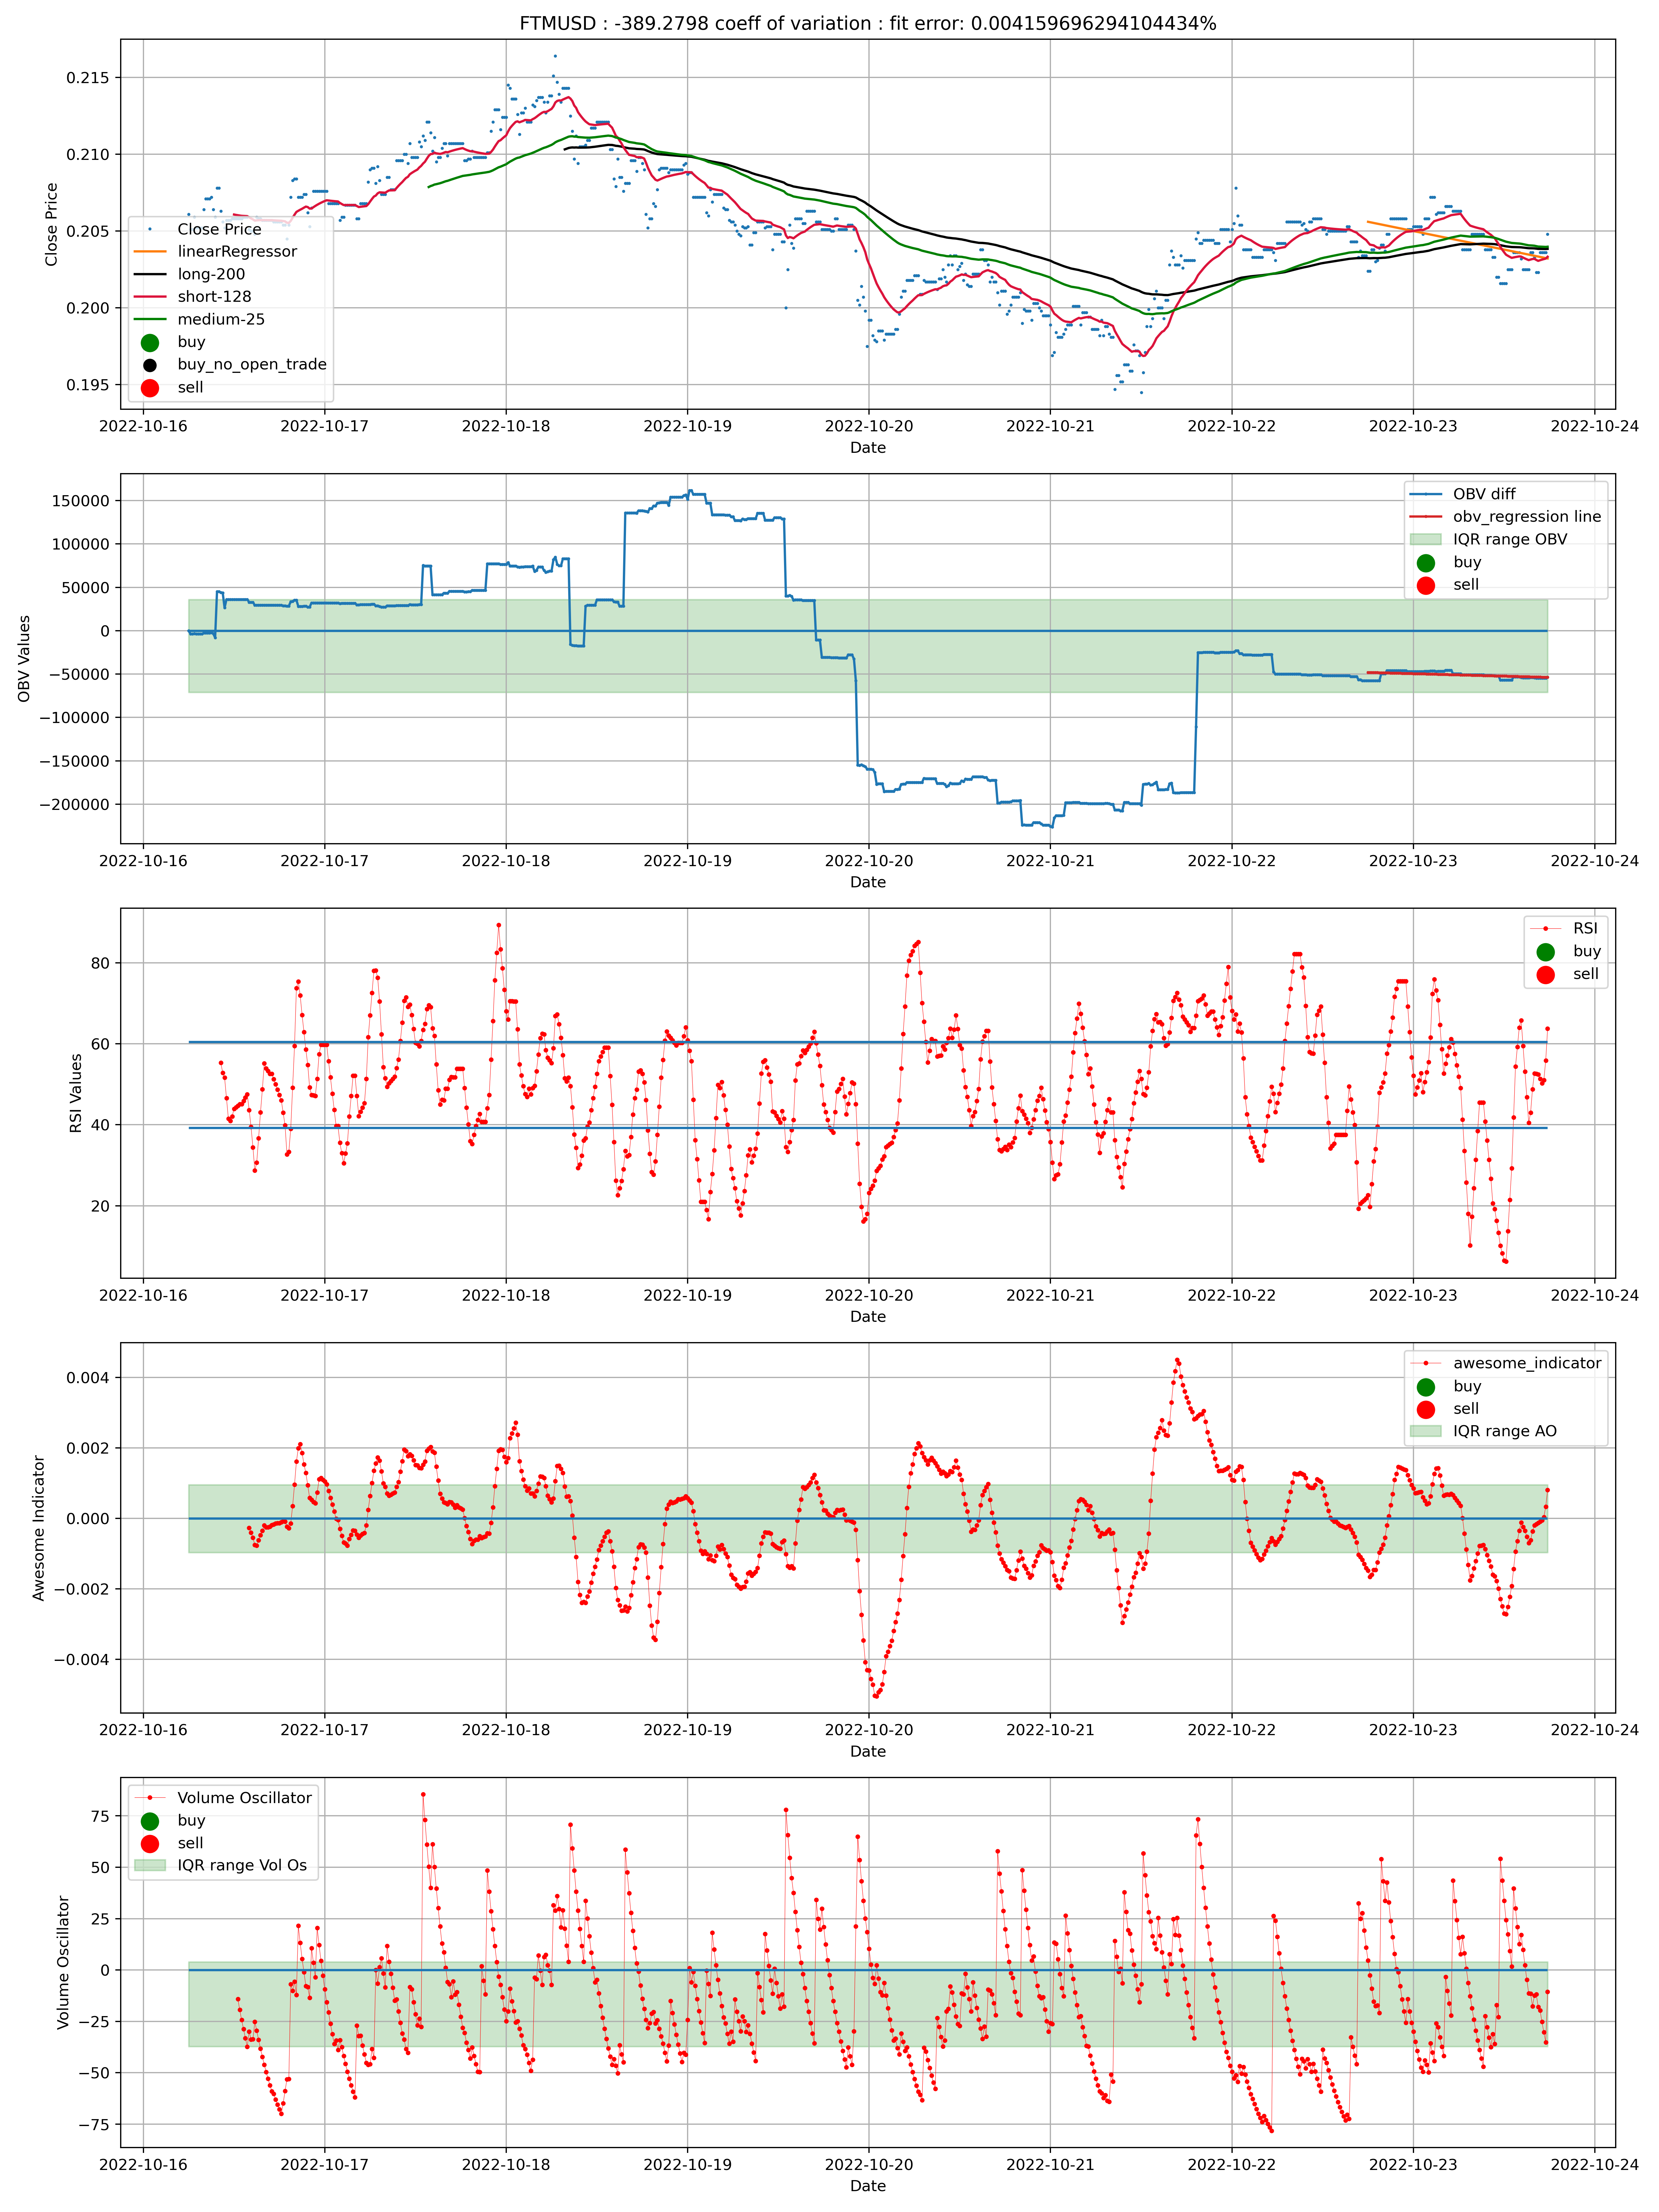 FTMUSD : -389.2798 coeff of variation : fit error: 0.004159696294104434%
Close Price
0.215
0.210
0.205
0.200
0.195
Close Price
linearRegressor
long-200
short-128
medium-25
buy
buy_no_open_trade
sell
2022-10-16 2022-10-17 2022-10-18 2022-10-19 2022-10-20 2022-10-21 2022-10-22 2022-10-23 2022-10-24
Date
OBV Values
150000
100000
50000
0
−50000
−100000
−150000
−200000
OBV diff
obv_regression line
IQR range OBV
buy
sell
2022-10-16 2022-10-17 2022-10-18 2022-10-19 2022-10-20 2022-10-21 2022-10-22 2022-10-23 2022-10-24
Date
RSI Values
80
60
40
20
RSI
buy
sell
2022-10-16 2022-10-17 2022-10-18 2022-10-19 2022-10-20 2022-10-21 2022-10-22 2022-10-23 2022-10-24
Date
Awesome Indicator
0.004
0.002
0.000
−0.002
−0.004
awesome_indicator
buy
sell
IQR range AO
2022-10-16 2022-10-17 2022-10-18 2022-10-19 2022-10-20 2022-10-21 2022-10-22 2022-10-23 2022-10-24
Date
Volume Oscillator
75
50
25
0
−25
−50
−75
Volume Oscillator
buy
sell
IQR range Vol Os
2022-10-16 2022-10-17 2022-10-18 2022-10-19 2022-10-20 2022-10-21 2022-10-22 2022-10-23 2022-10-24
Date